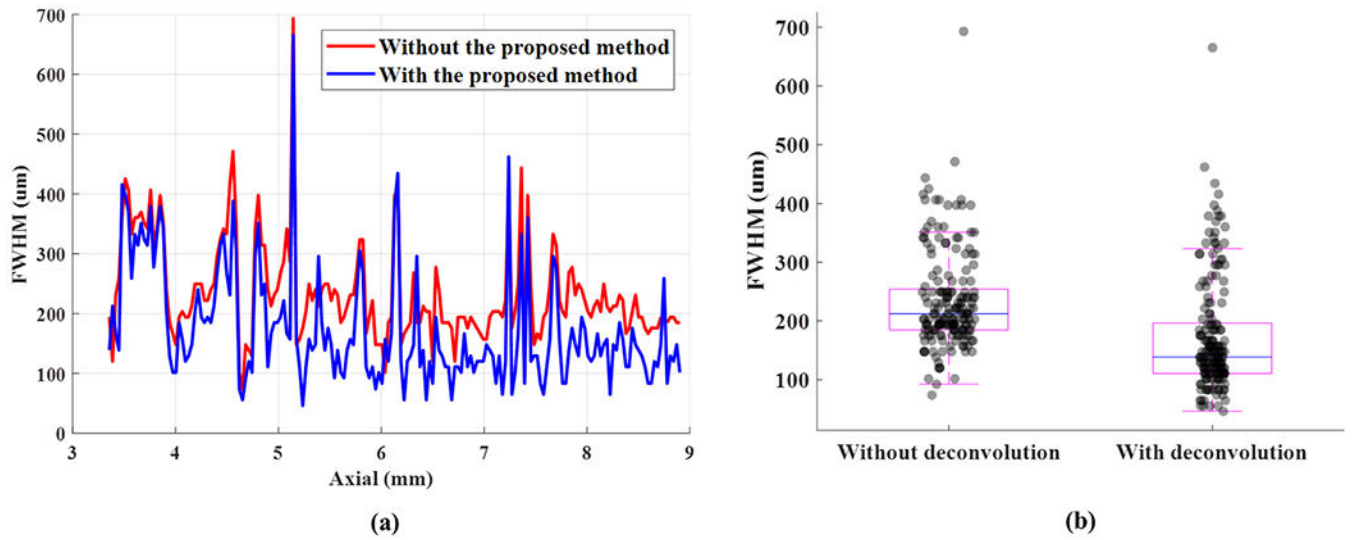 700
600
500
400
300
200
100
0
FWHM (um)
Without the proposed method
With the proposed method
3 4 5 6 7 8 9
Axial (mm)
(a)
700
600
500
400
300
200
100
FWHM (um)
Without deconvolution With deconvolution
(b)